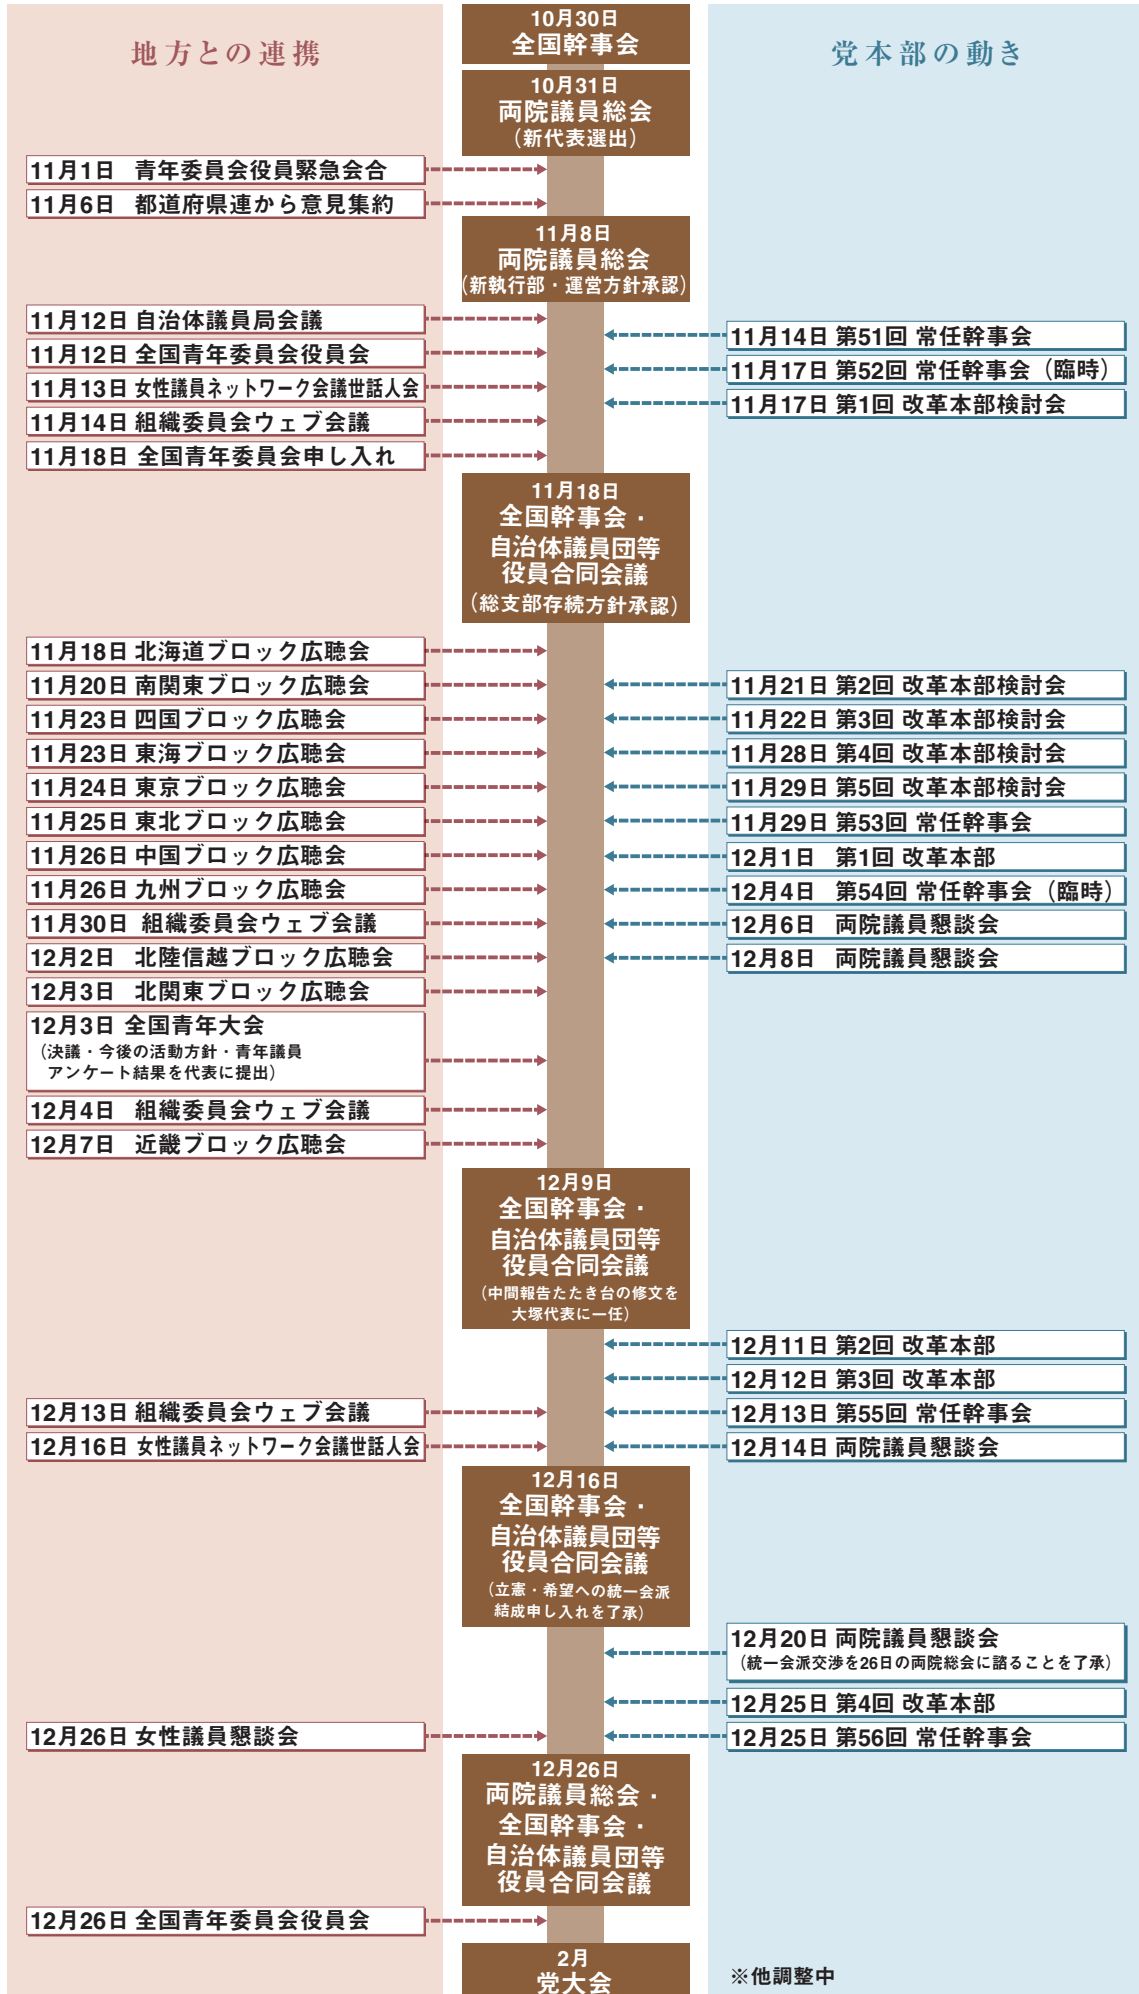 地方との連携
党本部の動き
10月30日
全国幹事会
10月31日
両院議員総会
（新代表選出）
11月1日 青年委員会役員緊急会合
11月6日 都道府県連から意見集約
11月8日
両院議員総会
（新執行部・運営方針承認）
11月12日 自治体議員局会議
11月14日 第51回 常任幹事会
11月12日 全国青年委員会役員会
11月17日 第52回 常任幹事会（臨時）
11月13日 女性議員ネットワーク会議世話人会
11月17日 第1回 改革本部検討会
11月14日 組織委員会ウェブ会議
11月18日 全国青年委員会申し入れ
11月18日
全国幹事会・
自治体議員団等
役員合同会議
（総支部存続方針承認）
11月18日 北海道ブロック広聴会
11月20日 南関東ブロック広聴会
11月21日 第2回 改革本部検討会
11月23日 四国ブロック広聴会
11月22日 第3回 改革本部検討会
11月23日 東海ブロック広聴会
11月28日 第4回 改革本部検討会
11月24日 東京ブロック広聴会
11月29日 第5回 改革本部検討会
11月25日 東北ブロック広聴会
11月29日 第53回 常任幹事会
11月26日 中国ブロック広聴会
12月1日 第1回 改革本部
11月26日 九州ブロック広聴会
12月4日 第54回 常任幹事会（臨時）
11月30日 組織委員会ウェブ会議
12月6日 両院議員懇談会
12月2日 北陸信越ブロック広聴会
12月8日 両院議員懇談会
12月3日 北関東ブロック広聴会
12月3日 全国青年大会
（決議・今後の活動方針・青年議員
アンケート結果を代表に提出）
12月4日 組織委員会ウェブ会議
12月7日 近畿ブロック広聴会
12月9日
全国幹事会・
自治体議員団等
役員合同会議
（中間報告たたき台の修文を
大塚代表に一任）
12月11日 第2回 改革本部
12月12日 第3回 改革本部
12月13日 組織委員会ウェブ会議
12月13日 第55回 常任幹事会
12月16日 女性議員ネットワーク会議世話人会
12月14日 両院議員懇談会
12月16日
全国幹事会・
自治体議員団等
役員合同会議
（立憲・希望への統一会派
結成申し入れを了承）
12月20日 両院議員懇談会
（統一会派交渉を26日の両院総会に諮ることを了承）
12月25日 第4回 改革本部
12月26日 女性議員懇談会
12月25日 第56回 常任幹事会
12月26日
両院議員総会・
全国幹事会・
自治体議員団等
役員合同会議
12月26日 全国青年委員会役員会
2月
党大会
※他調整中